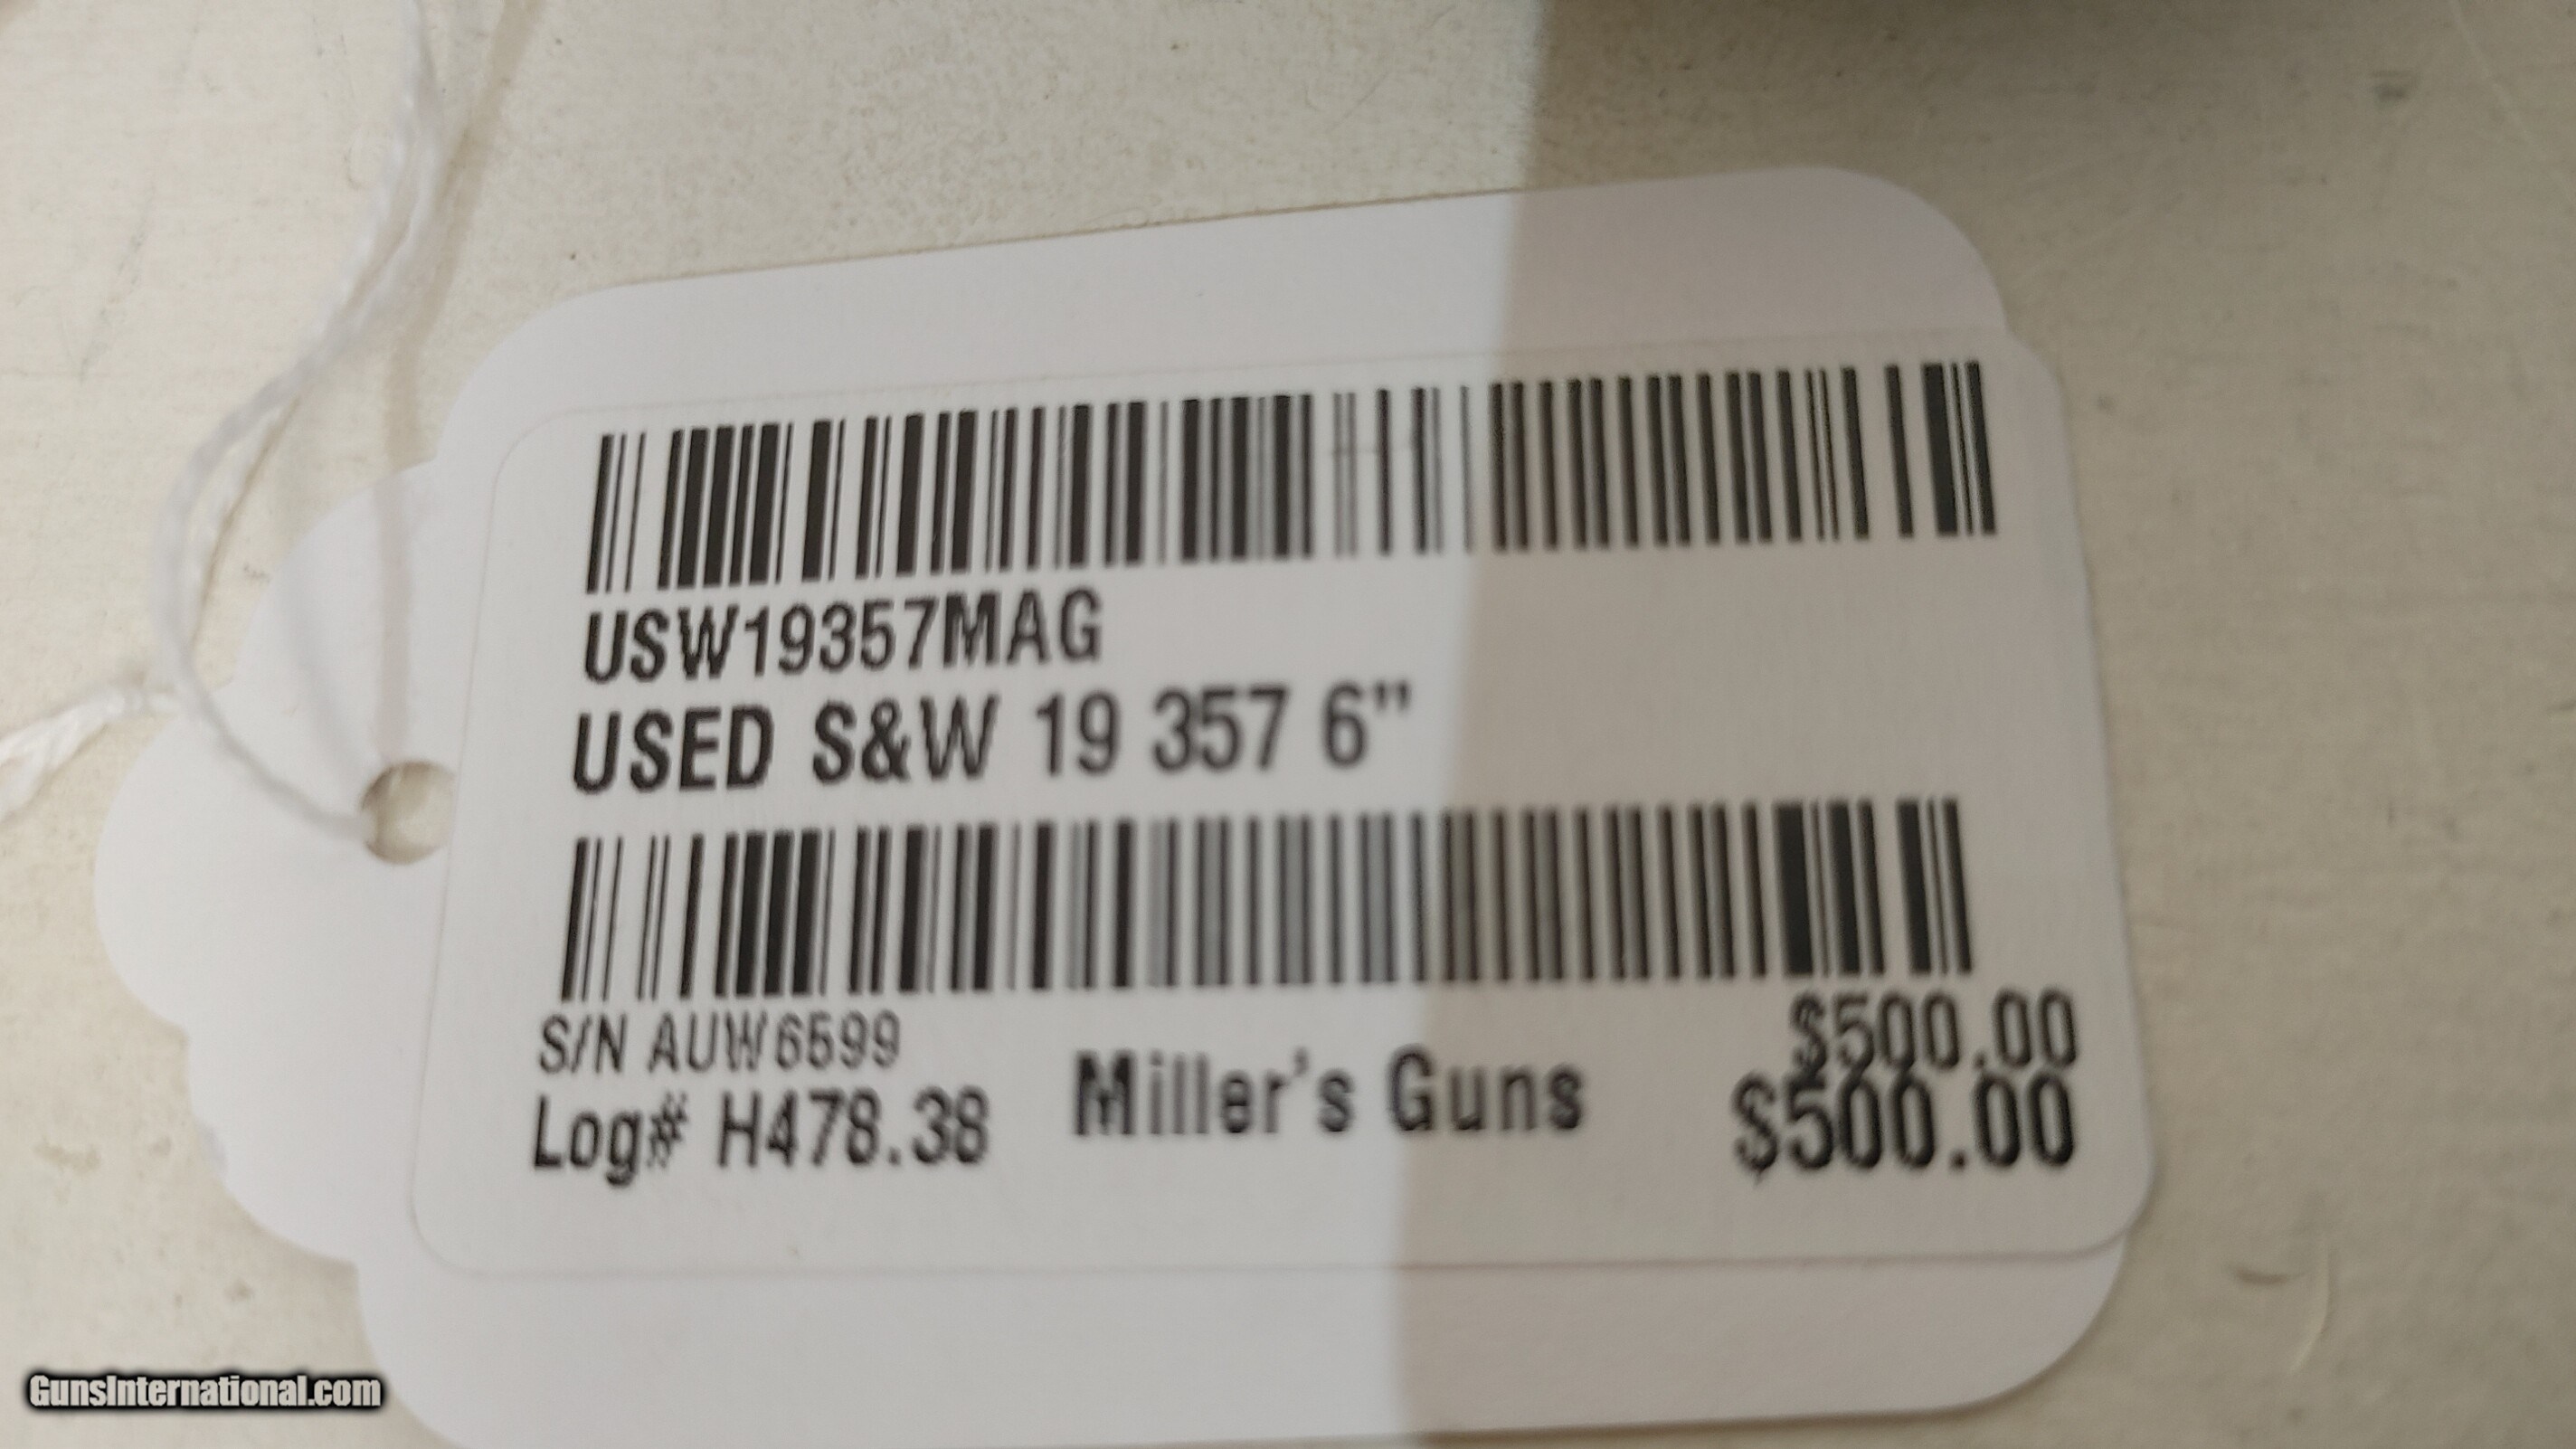 USW19357MAG
USED S&W 19 357 6”
S/N AUW6599
Log# H478.38
Miller's Guns
$500.00
$500.00
GunsInternational.com